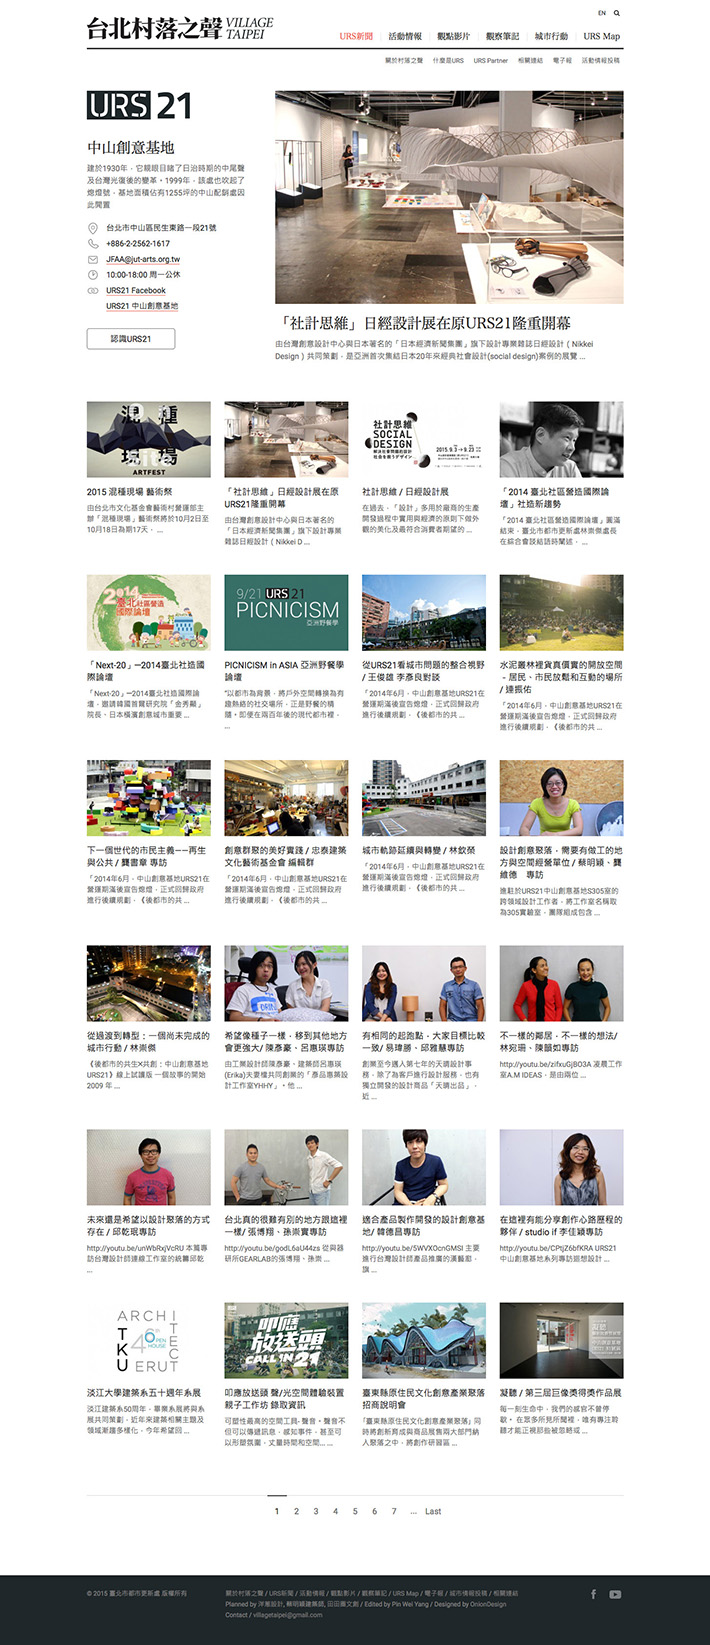 台北村落之聲 VILLAGE TAIPEI
EN
URS新聞 活動情報 觀點影片 觀察筆記 城市行動 URS Map
關於村落之聲 什麼是URS URS Partner 相關連結 電子報 活動情報投稿
URS 21
中山創意基地
建於1930年，它親眼目睹了日治時期的中尾聲
及台灣光復後的變革。1999年，該處也吹起了
熄燈號，基地面積佔有1255坪的中山配銷處因
此閒置
台北市中山區民生東路一段21號
+886-2-2562-1617
JFAA@jut-arts.org.tw
10:00-18:00 周一公休
URS21 Facebook
URS21 中山創意基地
認識URS21
「社計思維」日經設計展在原URS21隆重開幕
由台灣創意設計中心與日本著名的「日本經濟新聞集團」旗下設計專業雜誌日經設計（Nikkei
Design）共同策劃，是亞洲首次集結日本20年來經典社會設計(social design)案例的展覽 ...
混種現場
ARTFEST
2015 混種現場 藝術祭
由台北市文化基金會藝術村營運部主
辦「混種現場」藝術祭將於10月2日至
10月18日為期17天， ...
「社計思維」日經設計展在原
URS21隆重開幕
由台灣創意設計中心與日本著名的
「日本經濟新聞集團」旗下設計專業
雜誌日經設計（Nikkei D ...
社計思維
SOCIAL
DESIGN
2015.9.3 9.23
社計思維 / 日經設計展
在過去，「設計」多用於廠商的生產
開發過程中實用與經濟的原則下做外
觀的美化及最符合消費者期望的 ...
「2014 臺北社區營造國際論
壇」社造新趨勢
「2014 臺北社區營造國際論壇」圓滿
結束，臺北市都市更新處林崇傑處長
在綜合會談結語時闡述， ...
2014
臺北社區營造
國際論壇
「Next-20」—2014臺北社造國
際論壇
「Next-20」—2014臺北社造國際論
壇，邀請韓國首爾研究院「金秀顯」
院長、日本橫濱創意城市重要 ...
9/21 URS 21
PICNICISM
亞洲野餐學
PICNICISM in ASIA 亞洲野餐學
論壇
"以都市為背景，將戶外空間轉換為有
趣熱絡的社交場所，正是野餐的精
隨。即便在兩百年後的現代都市裡，
...
從URS21看城市問題的整合視野
/ 王俊雄 李彥良對談
「2014年6月，中山創意基地URS21在
營運期滿後宣告熄燈，正式回歸政府
進行後續規劃，《後都市的共 ...
水泥叢林裡貨真價實的開放空間
- 居民、市民放鬆和互動的場所
/ 連振佑
「2014年6月，中山創意基地URS21在
營運期滿後宣告熄燈，正式回歸政府
進行後續規劃，《後都市的共 ...
下一個世代的市民主義——再生
與公共 / 龔書章 專訪
「2014年6月，中山創意基地URS21在
營運期滿後宣告熄燈，正式回歸政府
進行後續規劃，《後都市的共 ...
創意群聚的美好實踐 / 忠泰建築
文化藝術基金會 編輯群
「2014年6月，中山創意基地URS21在
營運期滿後宣告熄燈，正式回歸政府
進行後續規劃，《後都市的共 ...
城市軌跡延續與轉變 / 林欽榮
「2014年6月，中山創意基地URS21在
營運期滿後宣告熄燈，正式回歸政府
進行後續規劃，《後都市的共 ...
設計創意聚落，需要有做工的地
方與空間經營單位 / 蔡明穎、龔
維德 專訪
進駐於URS21中山創意基地S305室的
跨領域設計工作者，將工作室名稱取
為305實驗室，團隊組成包含 ...
從過渡到轉型：一個尚未完成的
城市行動 / 林崇傑
《後都市的共生X共創：中山創意基地
URS21》線上試讀版 一個故事的開始
2009 年 ...
希望像種子一樣，移到其他地方
會更強大/ 陳彥豪、呂惠瑛專訪
由工業設計師陳彥豪、建築師呂惠瑛
(Erika)夫妻檔共同創業的「彥品惠築設
計工作室YHHY」。他 ...
有相同的起跑點，大家目標比較
一致/ 易瑋勝、邱雅慧專訪
創業至今邁入第七年的天晴設計事
務，除了為客戶進行設計服務，也有
獨立開發的設計商品「天晴出品」，
近 ...
不一樣的鄰居，不一樣的想法/
林宛珊、陳韻如專訪
http://youtu.be/zifxuGjBO3A 凌晨工作
室A.M IDEAS，是由兩位 ...
未來還是希望以設計聚落的方式
存在 / 邱乾珉專訪
http://youtu.be/unWbRxjVcRU 本篇專
訪台灣設計師連線工作室的統籌邱乾
...
台北真的很難有別的地方跟這裡
一樣/ 張博翔、孫崇實專訪
http://youtu.be/godL6aU44zs 從與器
研所GEARLAB的張博翔、孫崇 ...
適合產品製作開發的設計創意基
地/ 韓德昌專訪
http://youtu.be/5WVXOcnGMSI 主要
進行台灣設計師產品推廣的漢藝廊，
旗 ...
在這裡有能分享創作心路歷程的
夥伴 / studio if 李佳穎專訪
http://youtu.be/CPtjZ6bfKRA URS21
中山創意基地系列專訪遐想設計 ...
ARCHITECT
TKU
46
OPEN
HOUSE
ERUT
淡江大學建築系五十週年系展
淡江建築系50周年，畢業系展將與系
展共同策劃，近年來建築相關主題及
領域漸趨多樣化，今年希望回 ...
叩應
放送頭
CALL IN 21
叩應放送頭 聲/光空間體驗裝置
親子工作坊 錄取資訊
可塑性最高的空間工具- 聲音。聲音不
但可以傳遞訊息，感知事件，甚至可
以形塑氛圍，丈量時間和空間... ...
臺東縣原住民文化創意產業聚落
招商說明會
「臺東縣原住民文化創意產業聚落」同
時將創新育成與商品展售兩大部門納
入聚落之中，將創作研習區 ...
凝聽
凝聽 / 第三屆巨像獎得獎作品展
每一刻生命中，我們的感官不曾停
歇。 在眾多所見所聞裡，唯有專注聆
聽才能正視那些被忽略或 ...
1 2 3 4 5 6 7 ... Last
© 2015 臺北市都市更新處 版權所有
關於村落之聲 / URS新聞 / 活動情報 / 觀點影片 / 觀察筆記 / URS Map / 電子報 / 城市情報投稿 / 相關連結
Planned by 洋蔥設計, 賴明穎建築師, 田田圈文創 / Edited by Pin Wei Yang / Designed by OnionDesign
Contact / villagetaipei@gmail.com